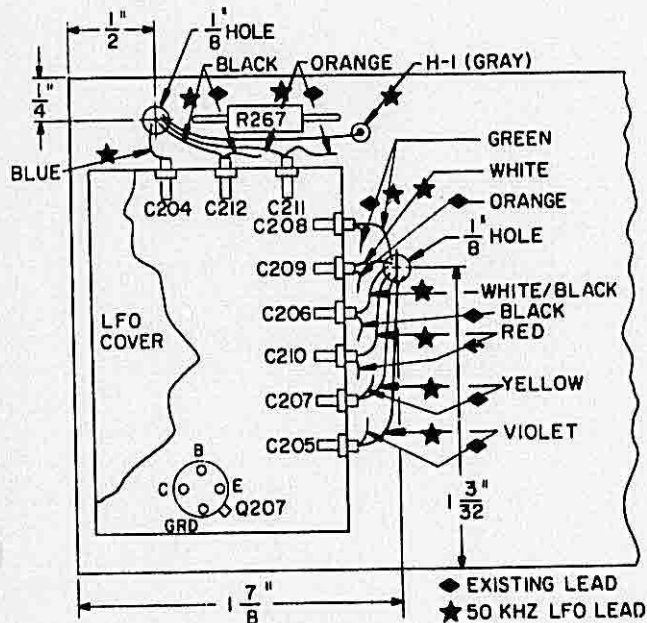 1/2" 1/8" HOLE
BLACK ORANGE H-1 (GRAY)
1/4"
R267
GREEN
BLUE
WHITE
ORANGE
C204 C212 C211
C208
1/8" HOLE
C209
WHITE/BLACK
LFO
COVER
C206
BLACK
RED
C210
YELLOW
C207
VIOLET
C205
B
C E
Q207
GRD
1 3/32"
1 7/8"
◆ EXISTING LEAD
★ 50 KHZ LFO LEAD